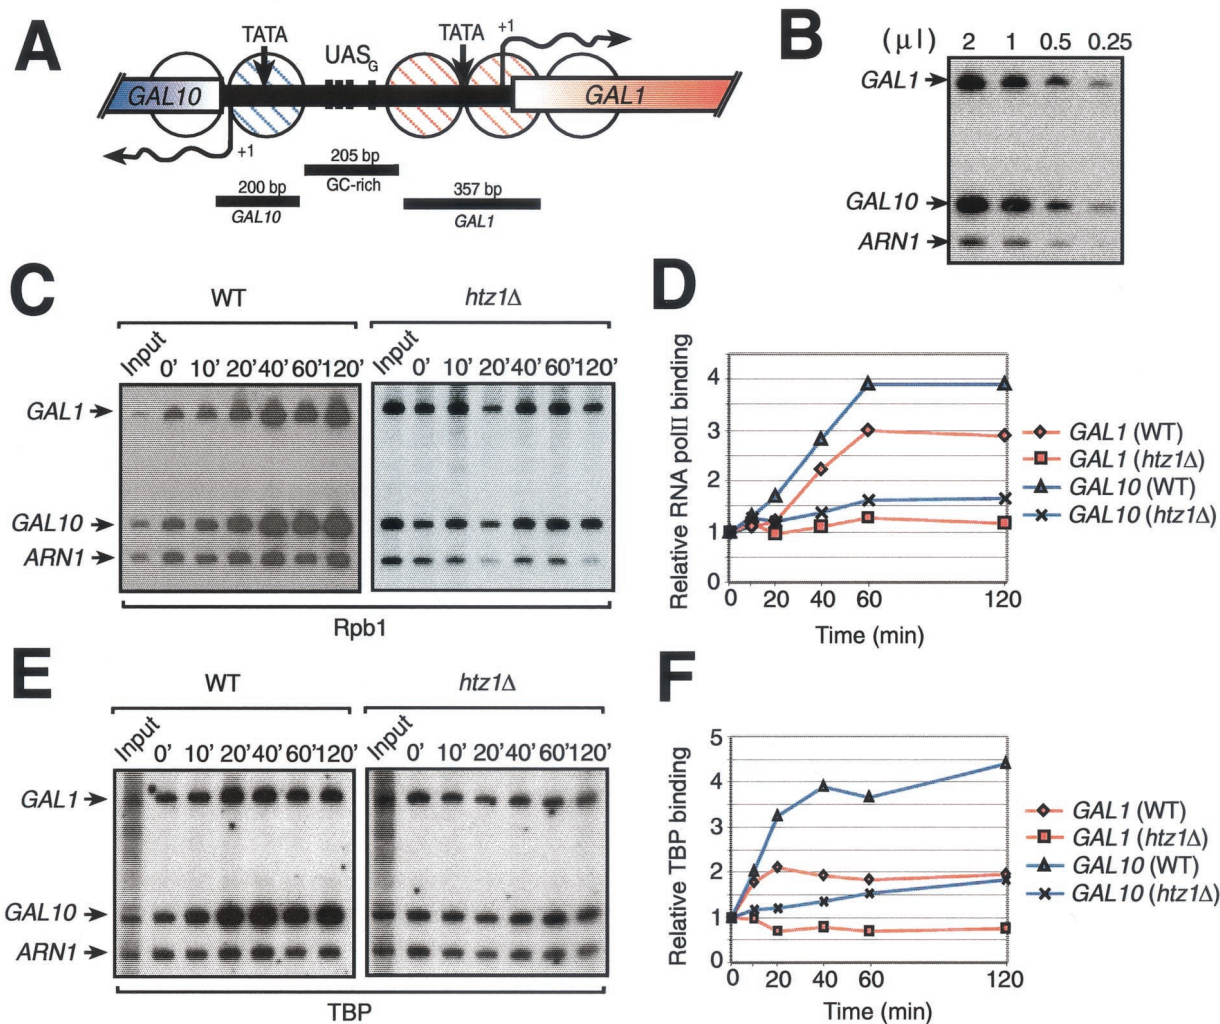 A
TATA
UAS_G
TATA
+1
GAL10
GAL1
+1
205 bp
GC-rich
200 bp
GAL10
357 bp
GAL1
B
(µl) 2 1 0.5 0.25
GAL1
GAL10
ARN1
C
WT
htz1Δ
Input 0' 10' 20' 40' 60' 120'
Input 0' 10' 20' 40' 60' 120'
GAL1
GAL10
ARN1
Rpb1
D
Relative RNA polII binding
4
3
2
1
0
0 20 40 60 120
Time (min)
GAL1 (WT)
GAL1 (htz1Δ)
GAL10 (WT)
GAL10 (htz1Δ)
E
WT
htz1Δ
Input 0' 10' 20' 40' 60' 120'
Input 0' 10' 20' 40' 60' 120'
GAL1
GAL10
ARN1
TBP
F
Relative TBP binding
5
4
3
2
1
0
0 20 40 60 120
Time (min)
GAL1 (WT)
GAL1 (htz1Δ)
GAL10 (WT)
GAL10 (htz1Δ)